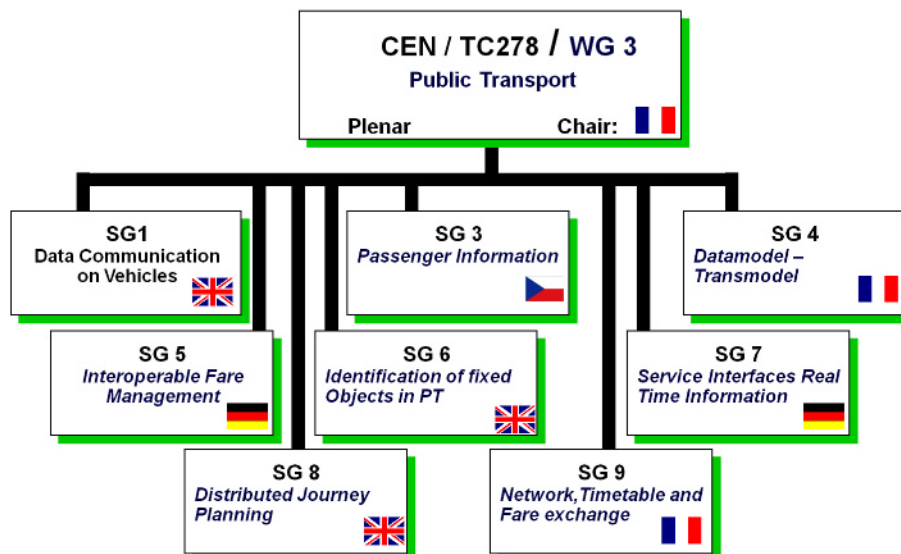 CEN / TC278 / WG 3
Public Transport
Plenar Chair:
SG1
Data Communication
on Vehicles
SG 3
Passenger Information
SG 4
Datamodel –
Transmodel
SG 5
Interoperable Fare
Management
SG 6
Identification of fixed
Objects in PT
SG 7
Service Interfaces Real
Time Information
SG 8
Distributed Journey
Planning
SG 9
Network,Timetable and
Fare exchange